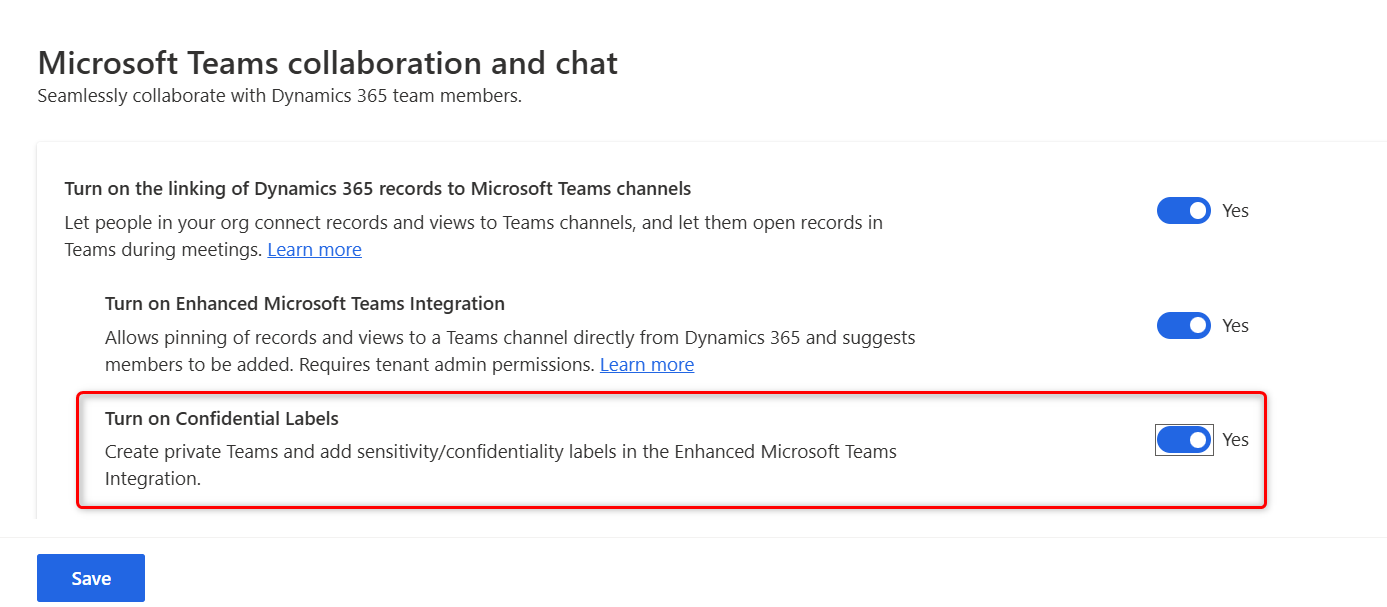 Microsoft Teams collaboration and chat
Seamlessly collaborate with Dynamics 365 team members.
Turn on the linking of Dynamics 365 records to Microsoft Teams channels
Let people in your org connect records and views to Teams channels, and let them open records in
Teams during meetings. Learn more
Yes
Turn on Enhanced Microsoft Teams Integration
Allows pinning of records and views to a Teams channel directly from Dynamics 365 and suggests
members to be added. Requires tenant admin permissions. Learn more
Yes
Turn on Confidential Labels
Create private Teams and add sensitivity/confidentiality labels in the Enhanced Microsoft Teams
Integration.
Yes
Save